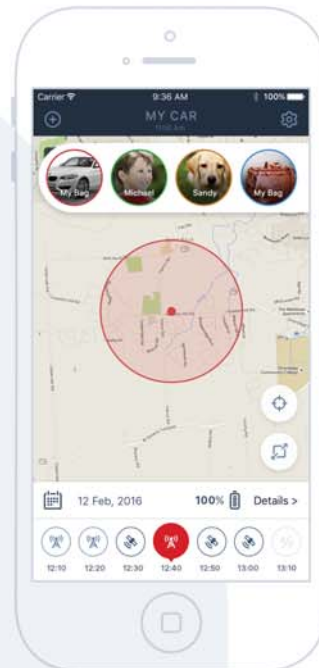 Carrier 9:36 AM 100%
MY CAR
My Bag Michael Sandy My Bag
12 Feb, 2016 100% Details >
12:10 12:20 12:30 12:40 12:50 13:00 13:10